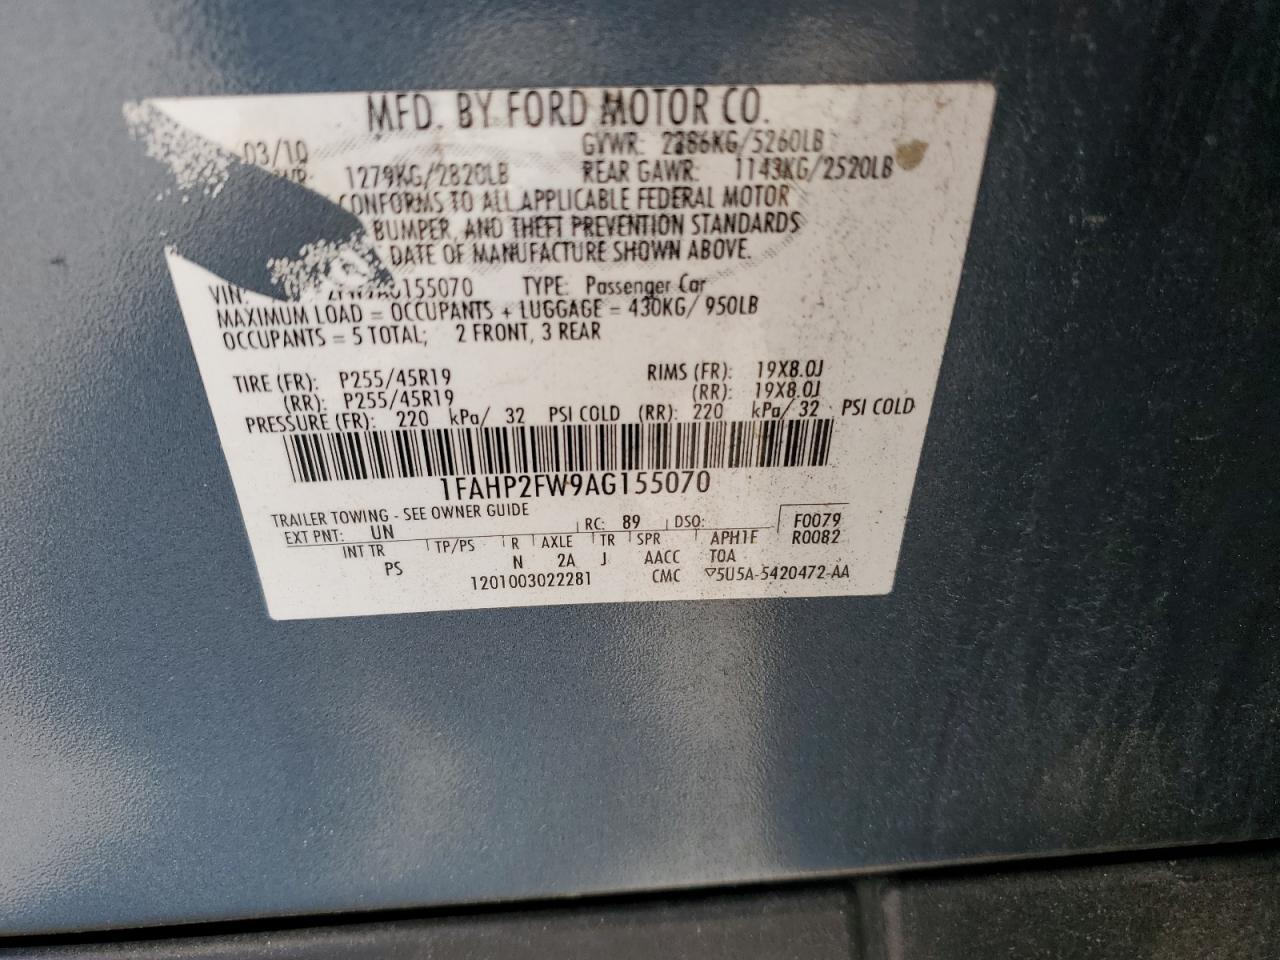 MFD. BY FORD MOTOR CO.
03/10 GVWR: 2386KG/5260LB
1279KG/2820LB REAR GAWR: 1143KG/2520LB
CONFORMS TO ALL APPLICABLE FEDERAL MOTOR
BUMPER, AND THEFT PREVENTION STANDARDS
DATE OF MANUFACTURE SHOWN ABOVE.
VIN: 155070 TYPE: Passenger Car
MAXIMUM LOAD = OCCUPANTS + LUGGAGE = 430KG/ 950LB
OCCUPANTS = 5 TOTAL; 2 FRONT, 3 REAR
TIRE (FR): P255/45R19 RIMS (FR): 19X8.0J
(RR): P255/45R19 (RR): 19X8.0J
PRESSURE (FR): 220 kPa/ 32 PSI COLD (RR): 220 kPa/ 32 PSI COLD
1FAHP2FW9AG155070
TRAILER TOWING - SEE OWNER GUIDE
EXT PNT: UN RC: 89 DSO: F0079
INT TR TP/PS R AXLE TR SPR APH1F R0082
PS N 2A J AACC TOA
1201003022281 CMC ▽5U5A-5420472-AA